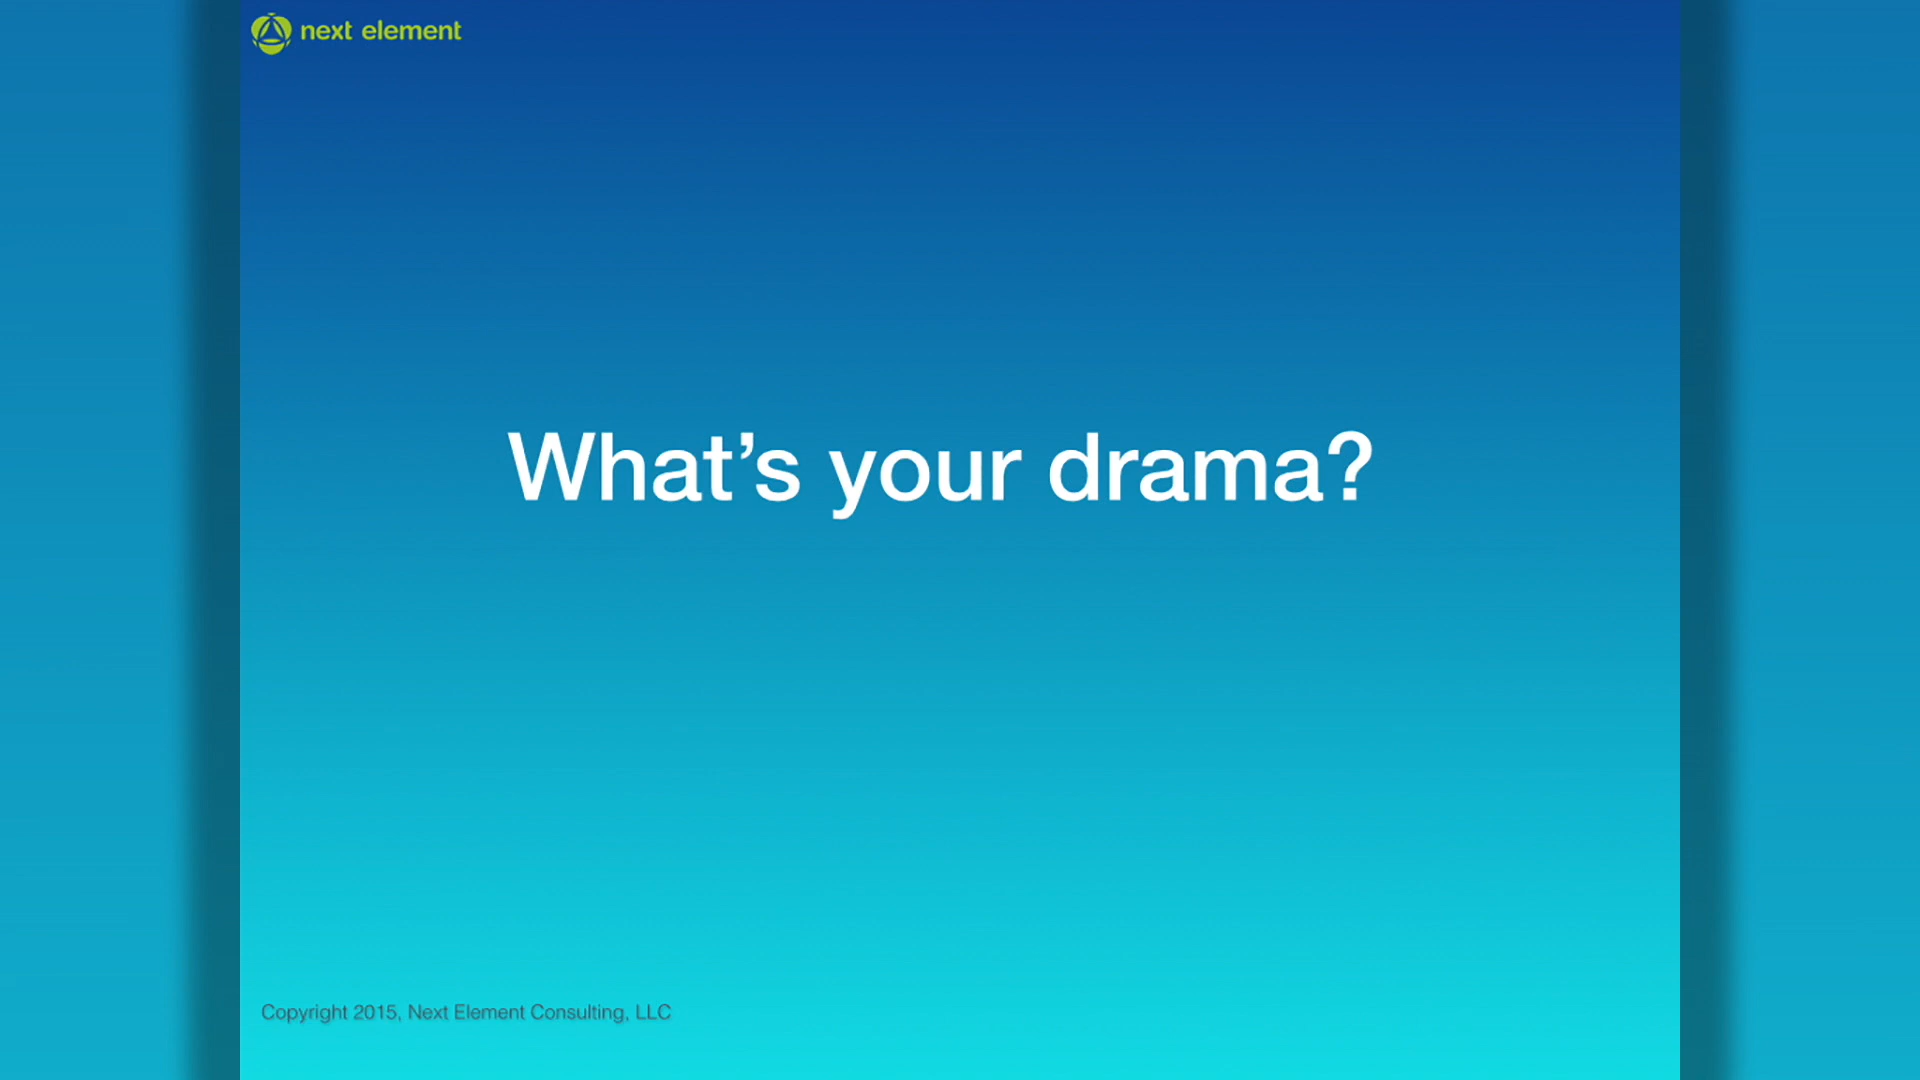 next element
What’s your drama?
Copyright 2015, Next Element Consulting, LLC